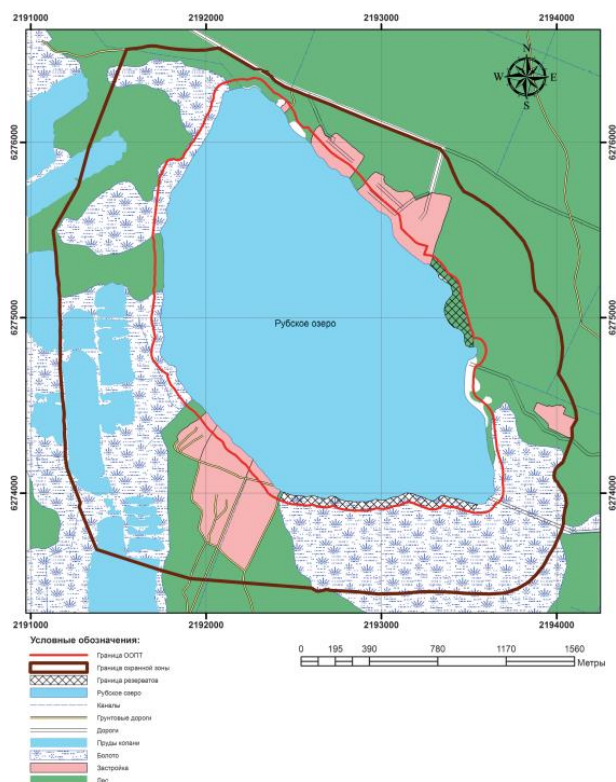 2191000 2192000 2193000 2194000
N
W E
S
6276000 6276000
6275000 6275000
Рубское озеро
6274000 6274000
2191000 2192000 2193000 2194000
Условные обозначения:
Граница ООПТ
Граница охранной зоны
Граница резерватов
Рубское озеро
Каналы
Грунтовые дороги
Дороги
Пруды копани
Болото
Застройка
Лес
0 195 390 780 1170 1560
Метры